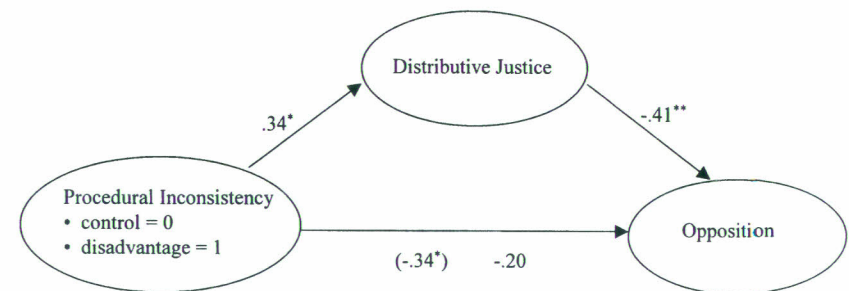 Distributive Justice
.34*
-.41**
Procedural Inconsistency
• control = 0
• disadvantage = 1
Opposition
(-.34*) -.20